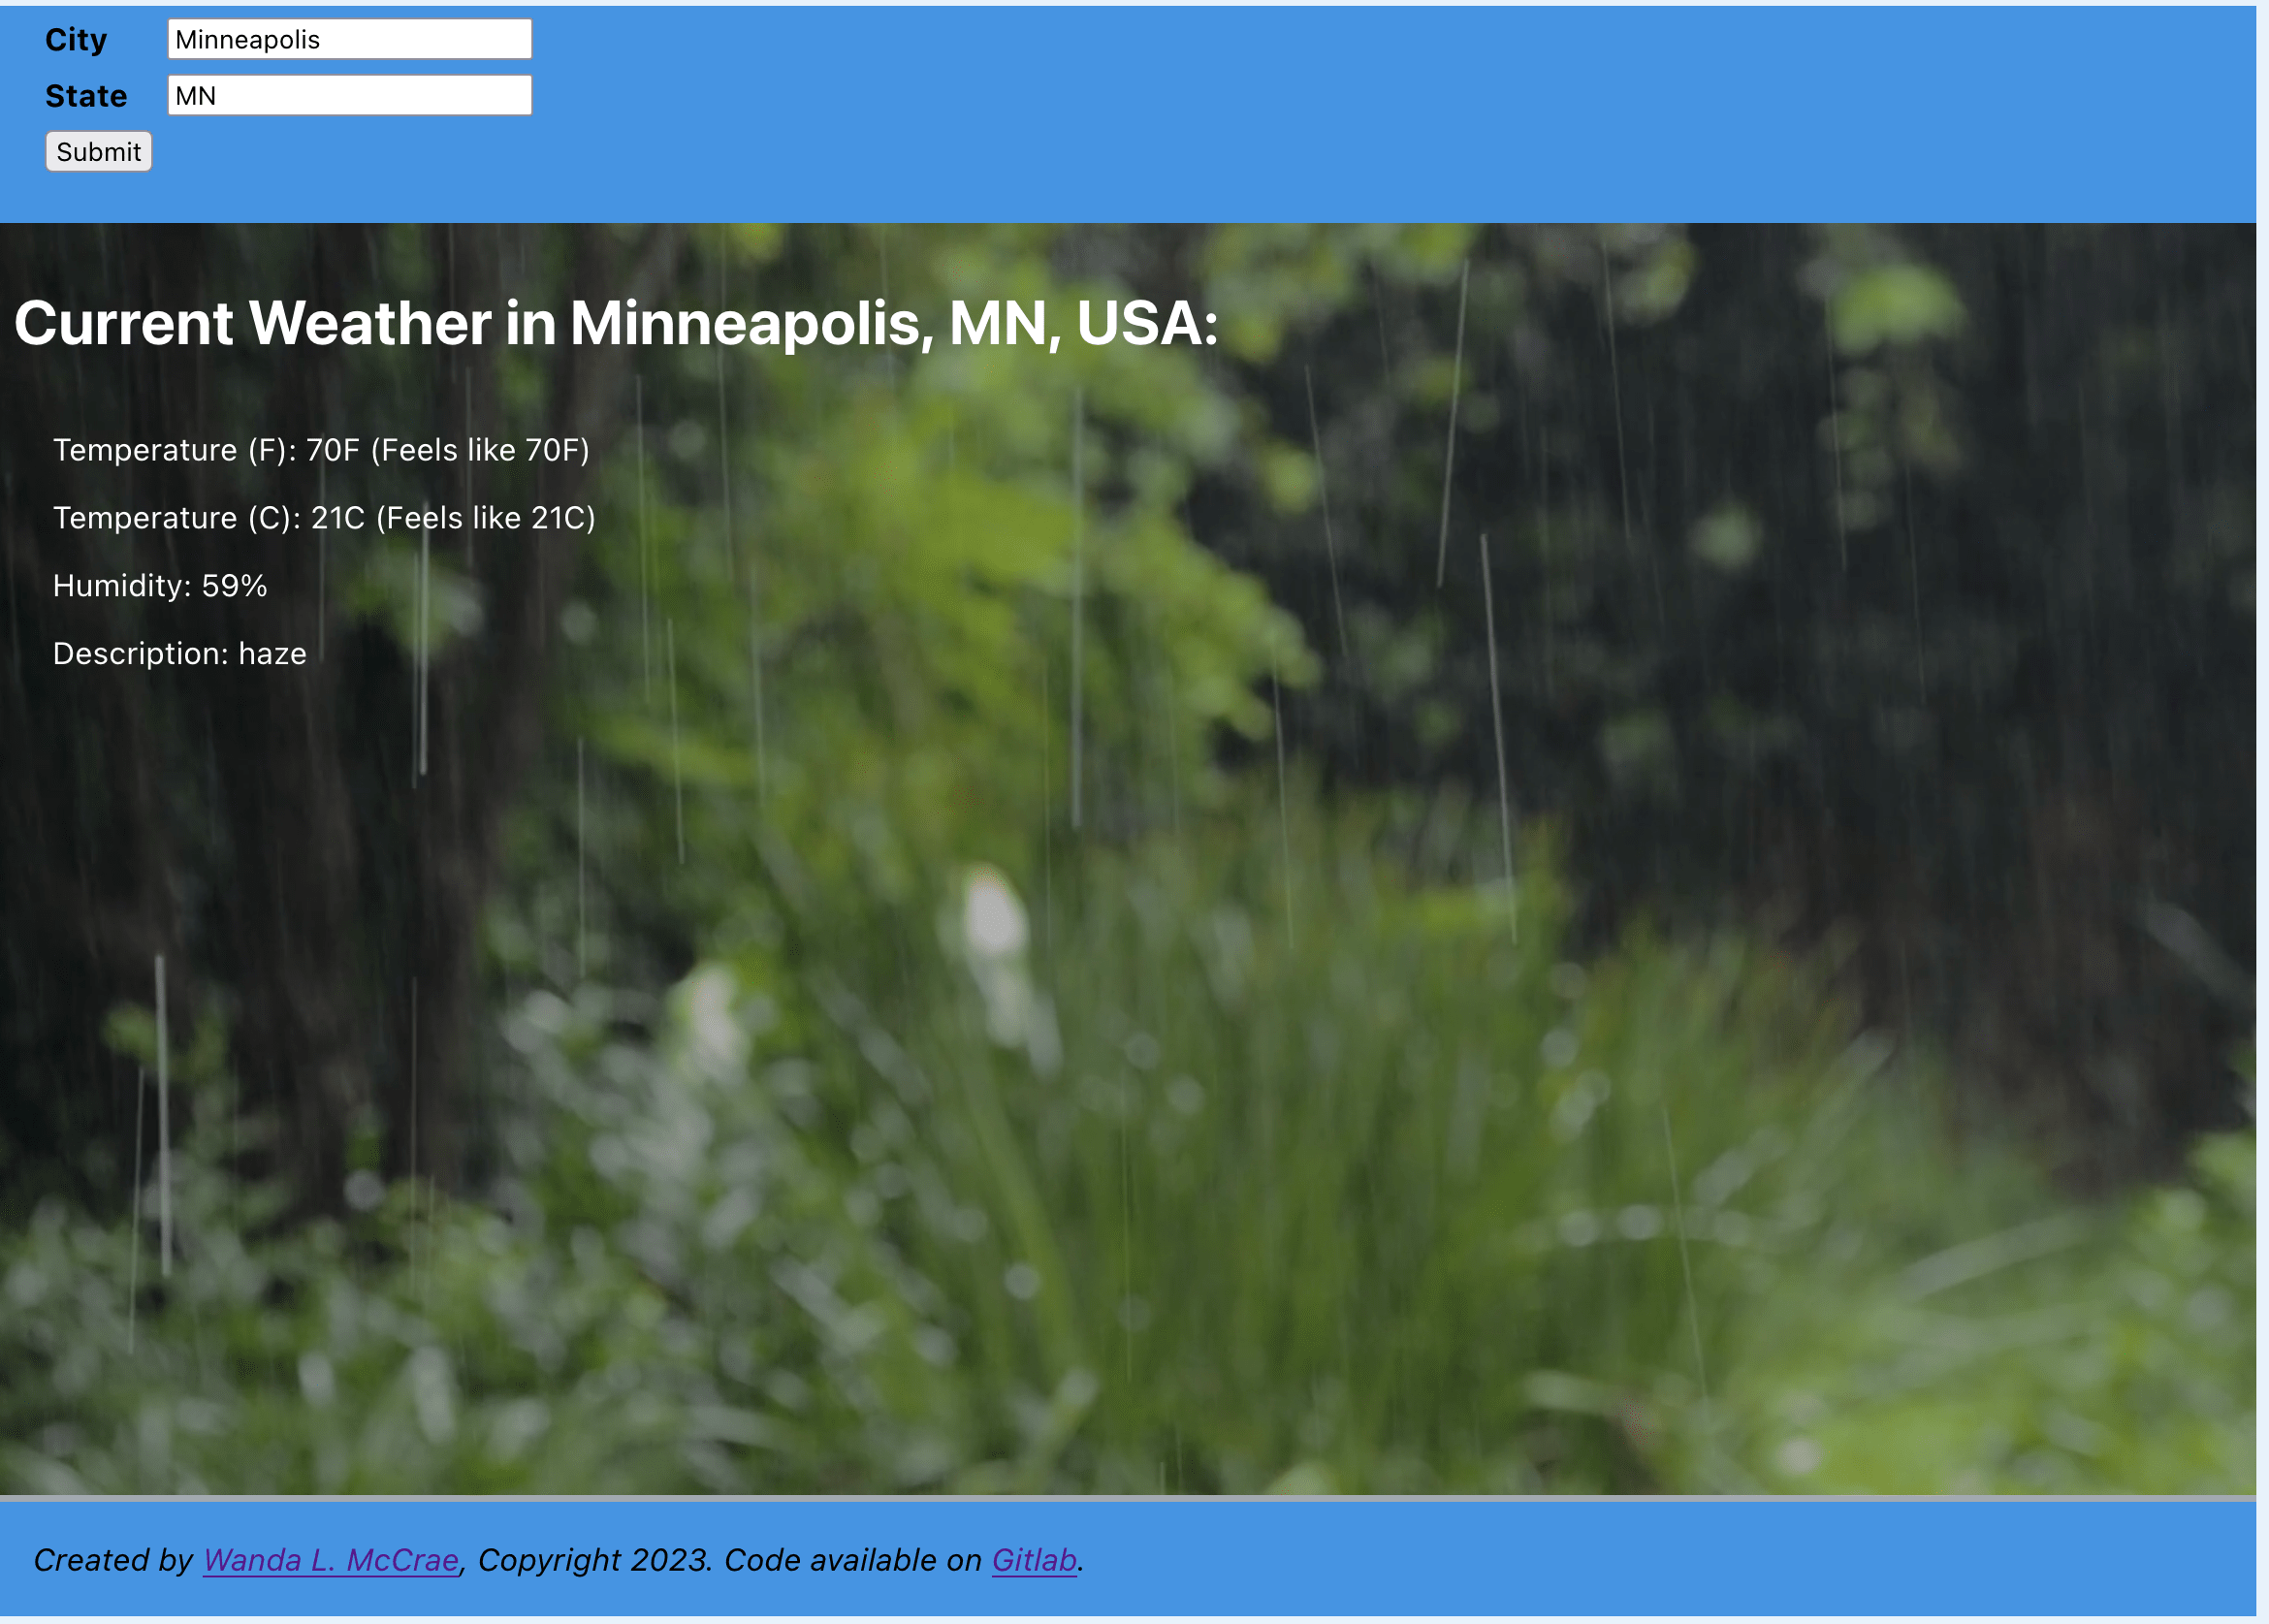 City Minneapolis
State MN
Submit
Current Weather in Minneapolis, MN, USA:
Temperature (F): 70F (Feels like 70F)
Temperature (C): 21C (Feels like 21C)
Humidity: 59%
Description: haze
Created by Wanda L. McCrae, Copyright 2023. Code available on Gitlab.